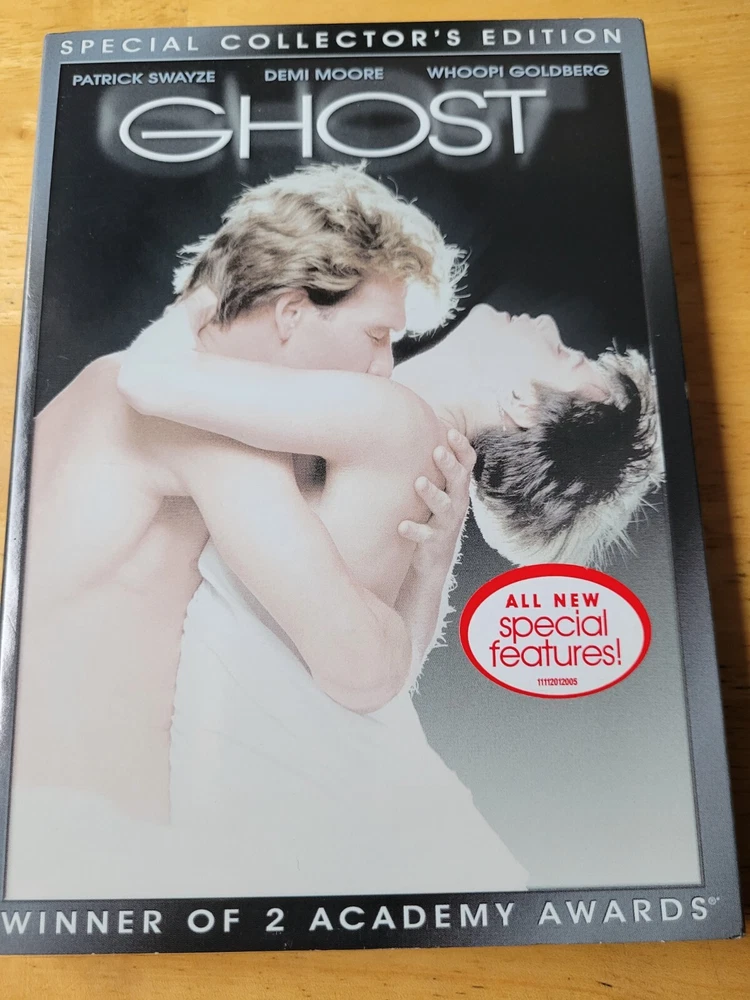 SPECIAL COLLECTOR'S EDITION
PATRICK SWAYZE DEMI MOORE WHOOPI GOLDBERG
GHOST
ALL NEW
special
features!
11112012005
WINNER OF 2 ACADEMY AWARDS®